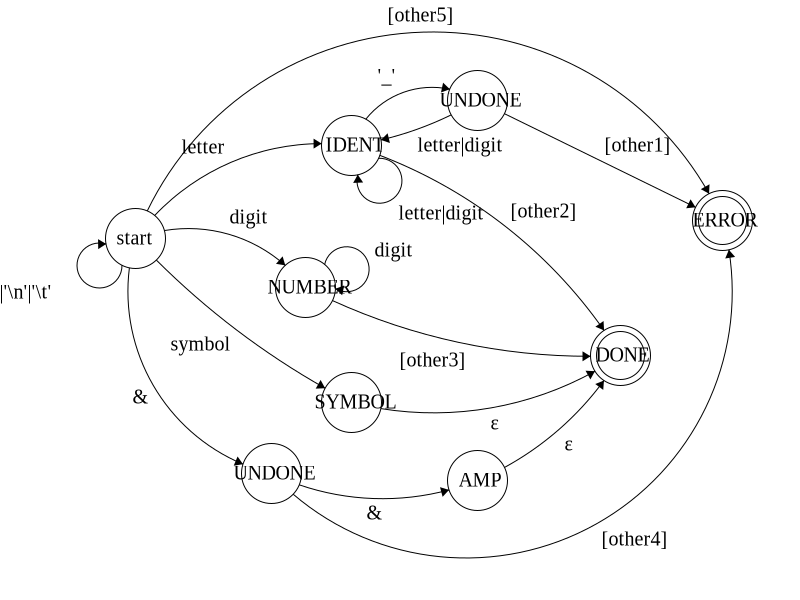 [other5]
'_'
UNDONE
letter
IDENT
letter|digit
[other1]
letter|digit
[other2]
digit
ERROR
start
digit
NUMBER
|'\n'|'\t'
symbol
[other3]
DONE
&
SYMBOL
ε
ε
UNDONE
AMP
&
[other4]